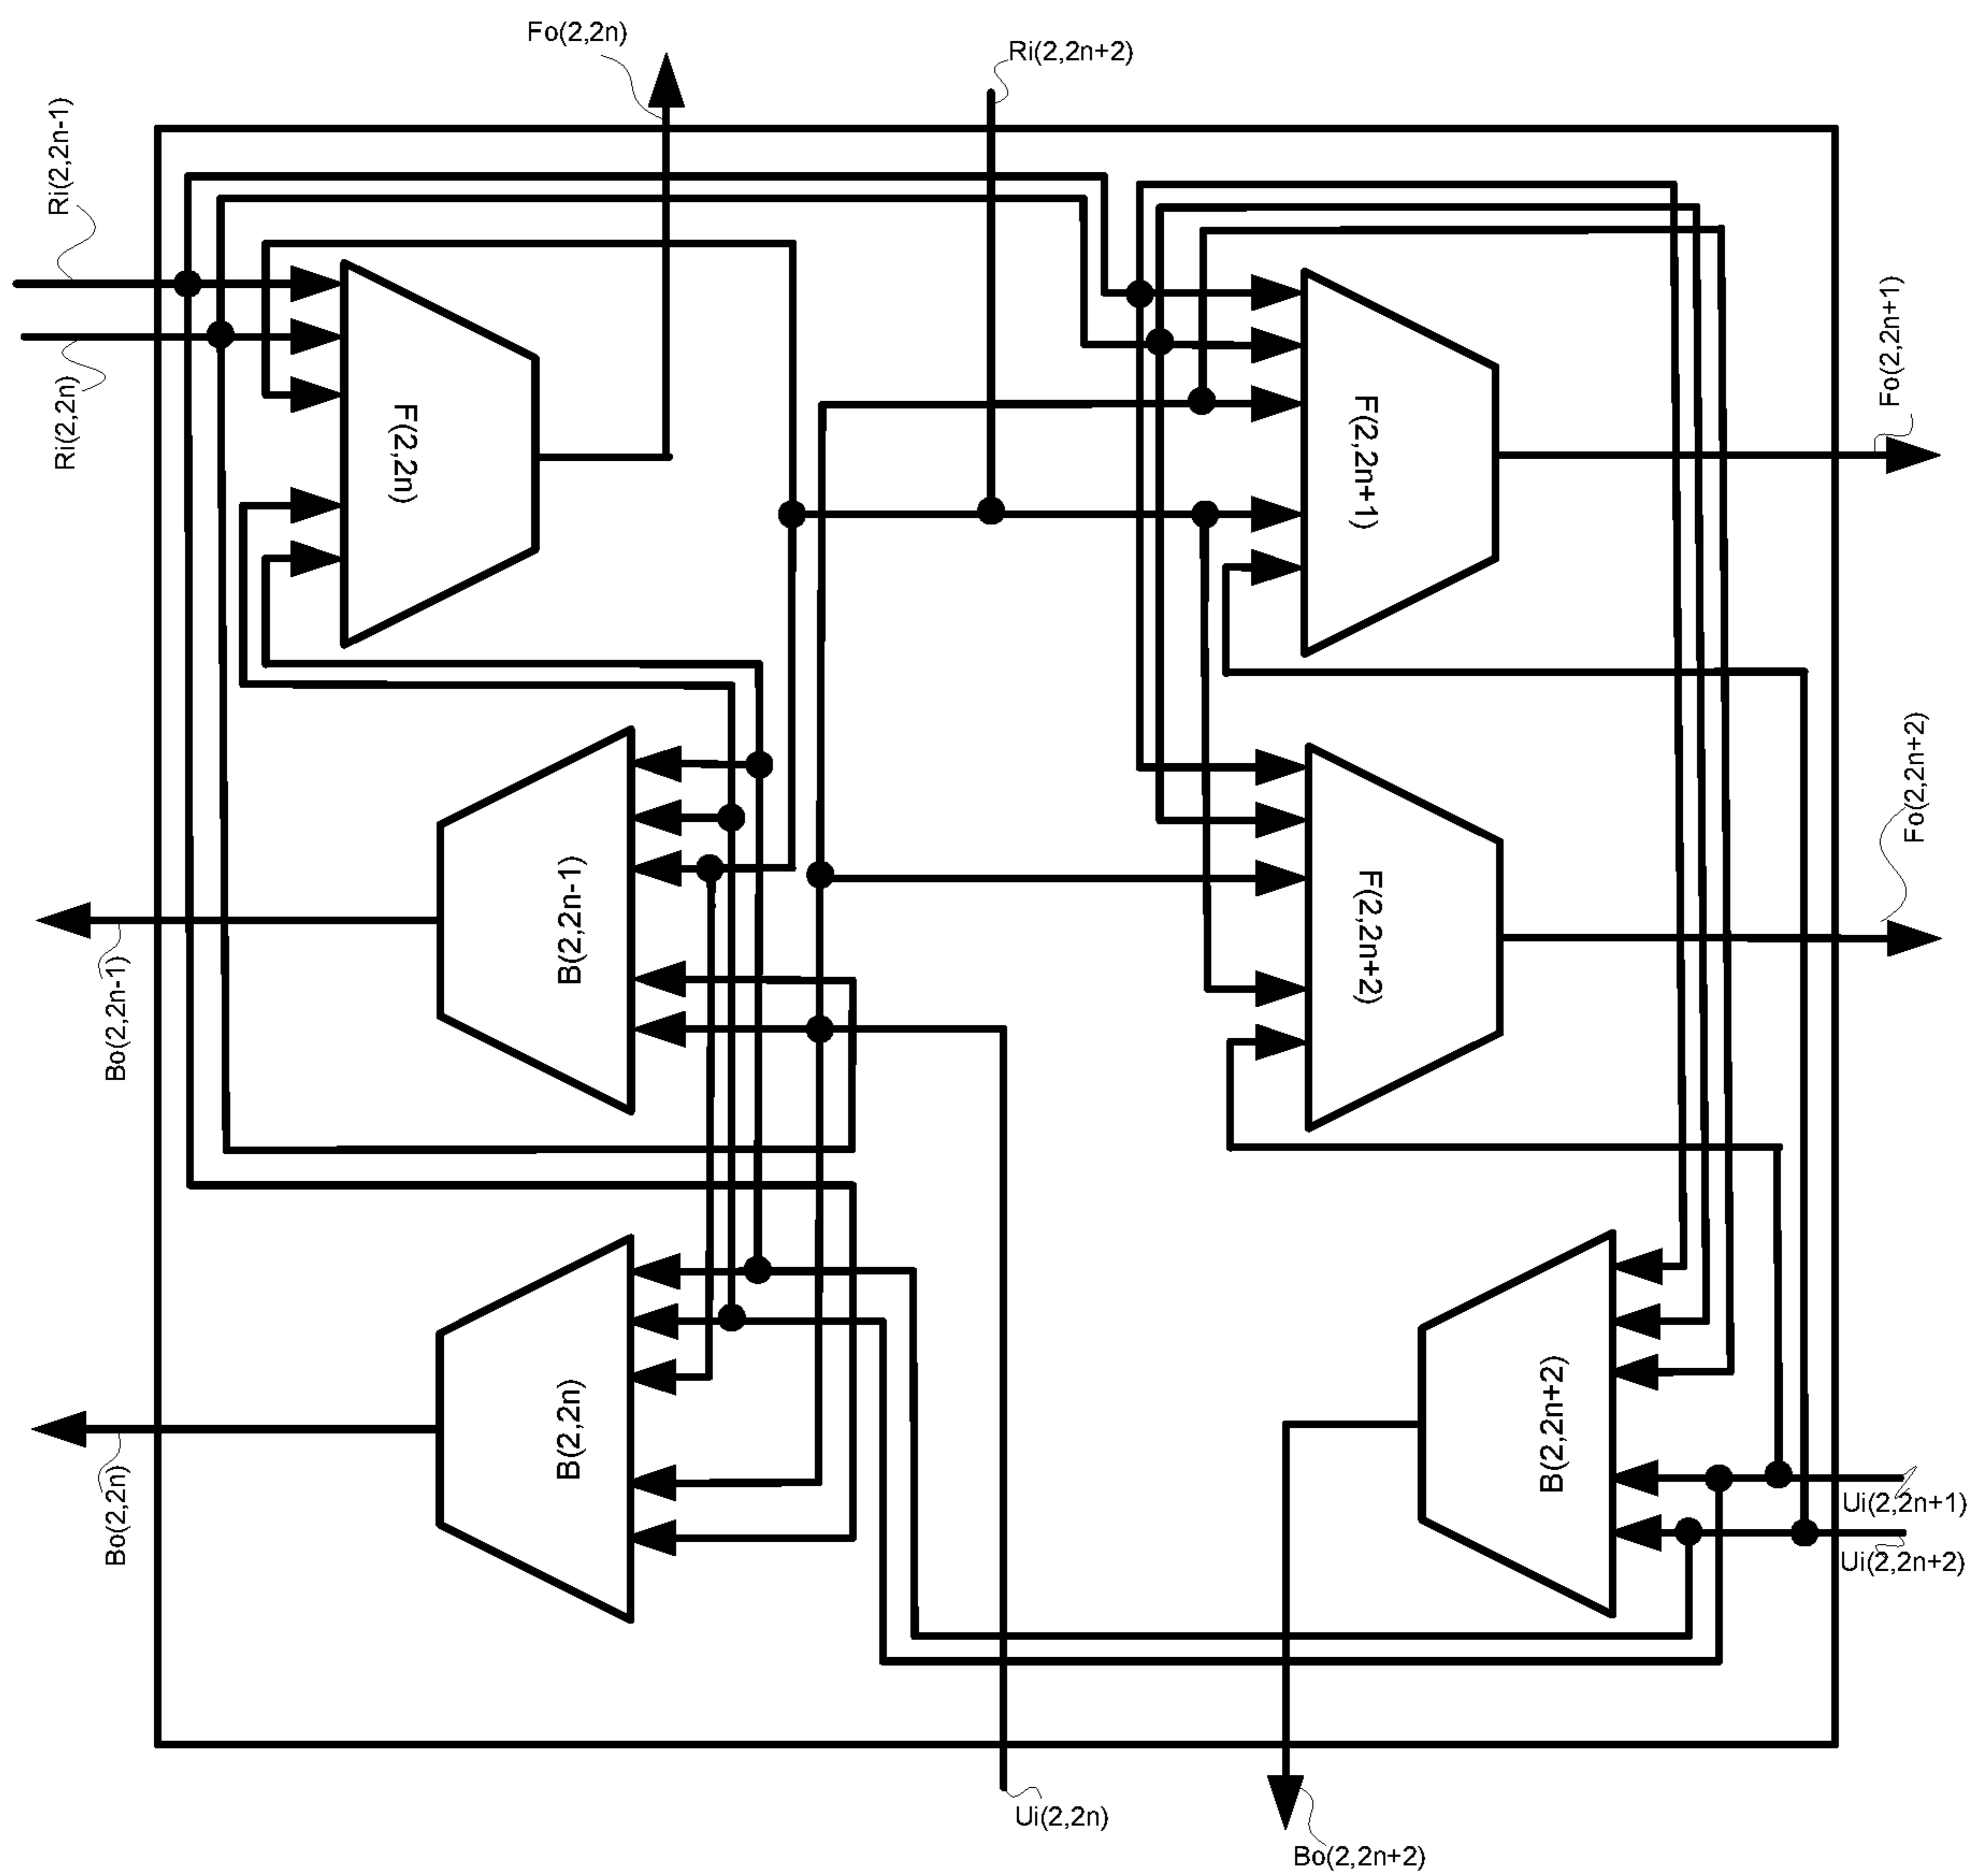 Fo(2,2n)
Ri(2,2n+2)
Ri(2,2n-1)
Ri(2,2n)
F(2,2n)
F(2,2n+1)
Fo(2,2n+1)
Fo(2,2n+2)
B(2,2n-1)
F(2,2n+2)
Bo(2,2n-1)
B(2,2n)
B(2,2n+2)
Bo(2,2n)
Ui(2,2n+1)
Ui(2,2n+2)
Ui(2,2n)
Bo(2,2n+2)